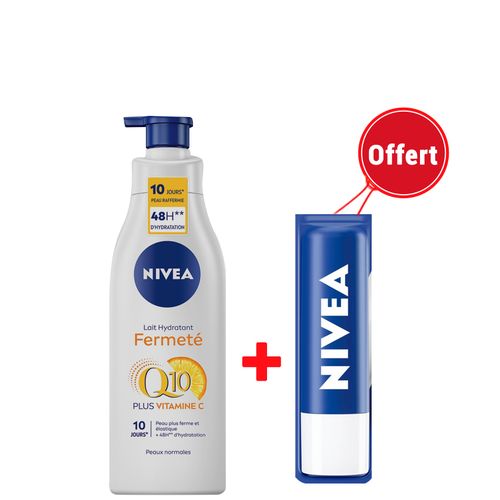 Offert
10
JOURS*
PEAU RAFFERMIE
48H**
D'HYDRATATION
NIVEA
Lait Hydratant
Fermeté
Q10
PLUS VITAMINE C
10
JOURS*
Peau plus ferme et
élastique
+ 48H** d'hydratation
Peaux normales
+
NIVEA